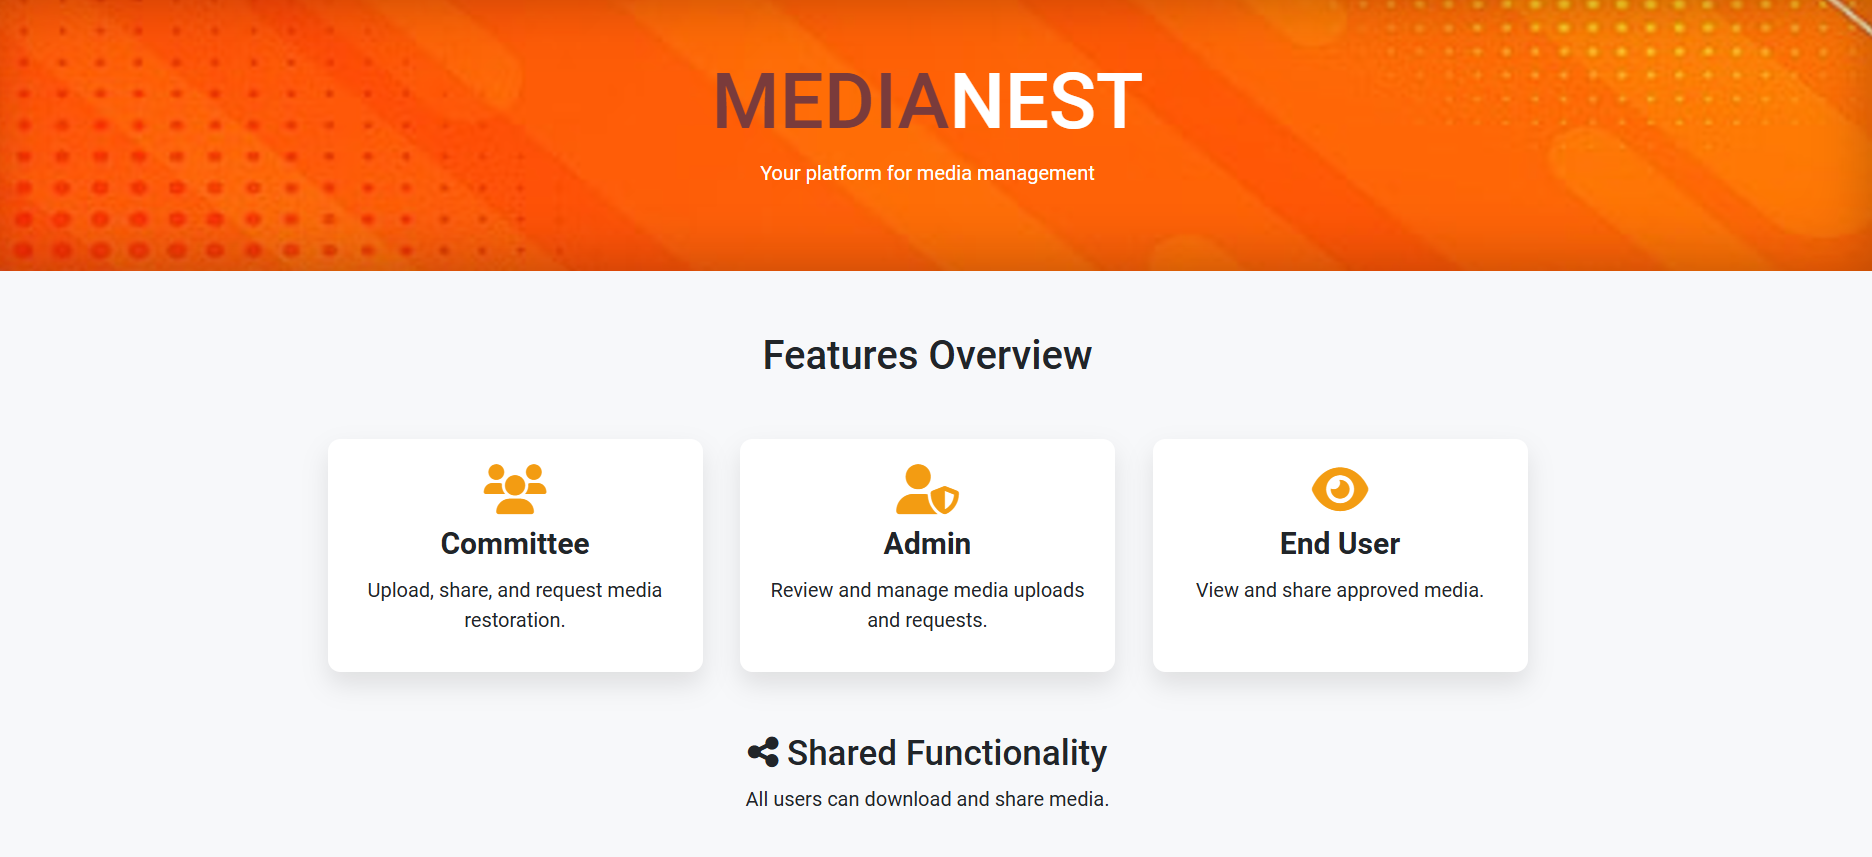 MEDIANEST
Your platform for media management
Features Overview
Committee
Upload, share, and request media
restoration.
Admin
Review and manage media uploads
and requests.
End User
View and share approved media.
Shared Functionality
All users can download and share media.